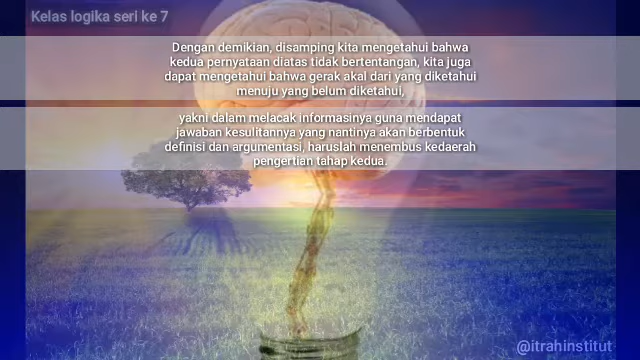 Kelas logika seri ke 7
Dengan demikian, disamping kita mengetahui bahwa
kedua pernyataan diatas tidak bertentangan, kita juga
dapat mengetahui bahwa gerak akal dari yang diketahui
menuju yang belum diketahui,
yakni dalam melacak informasinya guna mendapat
jawaban kesulitannya yang nantinya akan berbentuk
definisi dan argumentasi, haruslah menembus kedaerah
pengertian tahap kedua.
@itrahinstitut